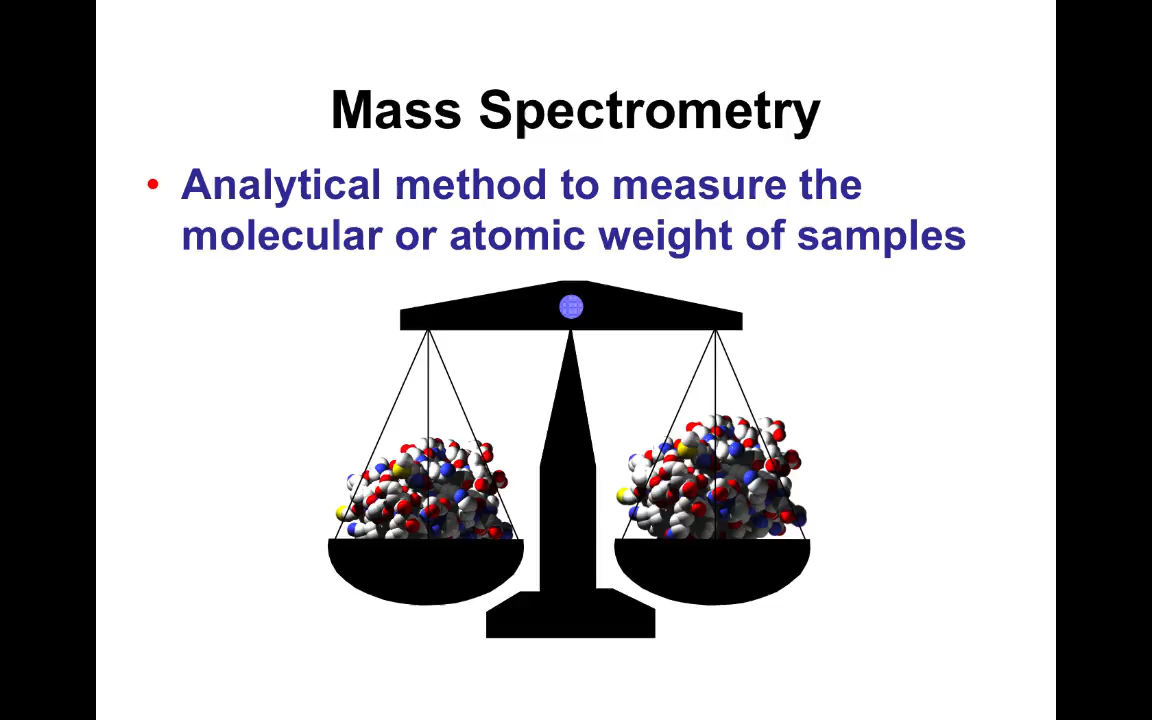 Mass Spectrometry
• Analytical method to measure the
molecular or atomic weight of samples